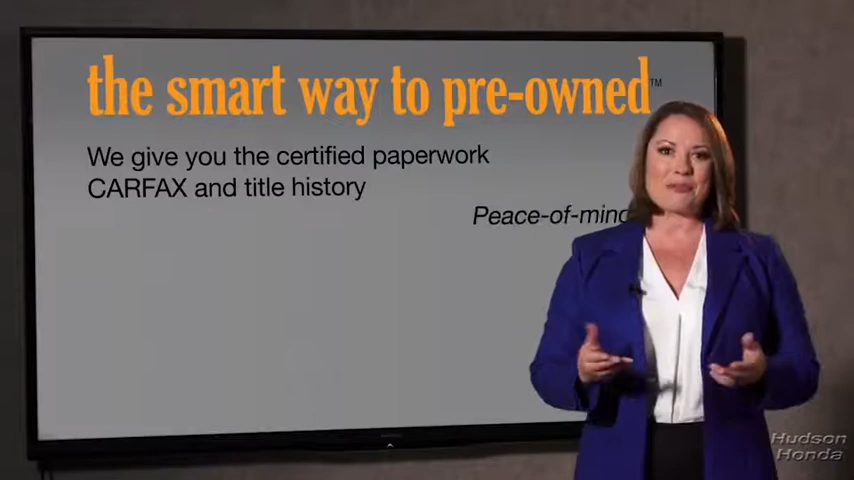 the smart way to pre-owned™
We give you the certified paperwork
CARFAX and title history
Peace-of-mind
Hudson
Honda